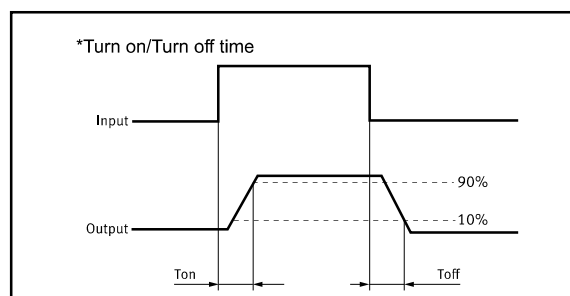 *Turn on/Turn off time
Input
90%
10%
Output
Ton
Toff